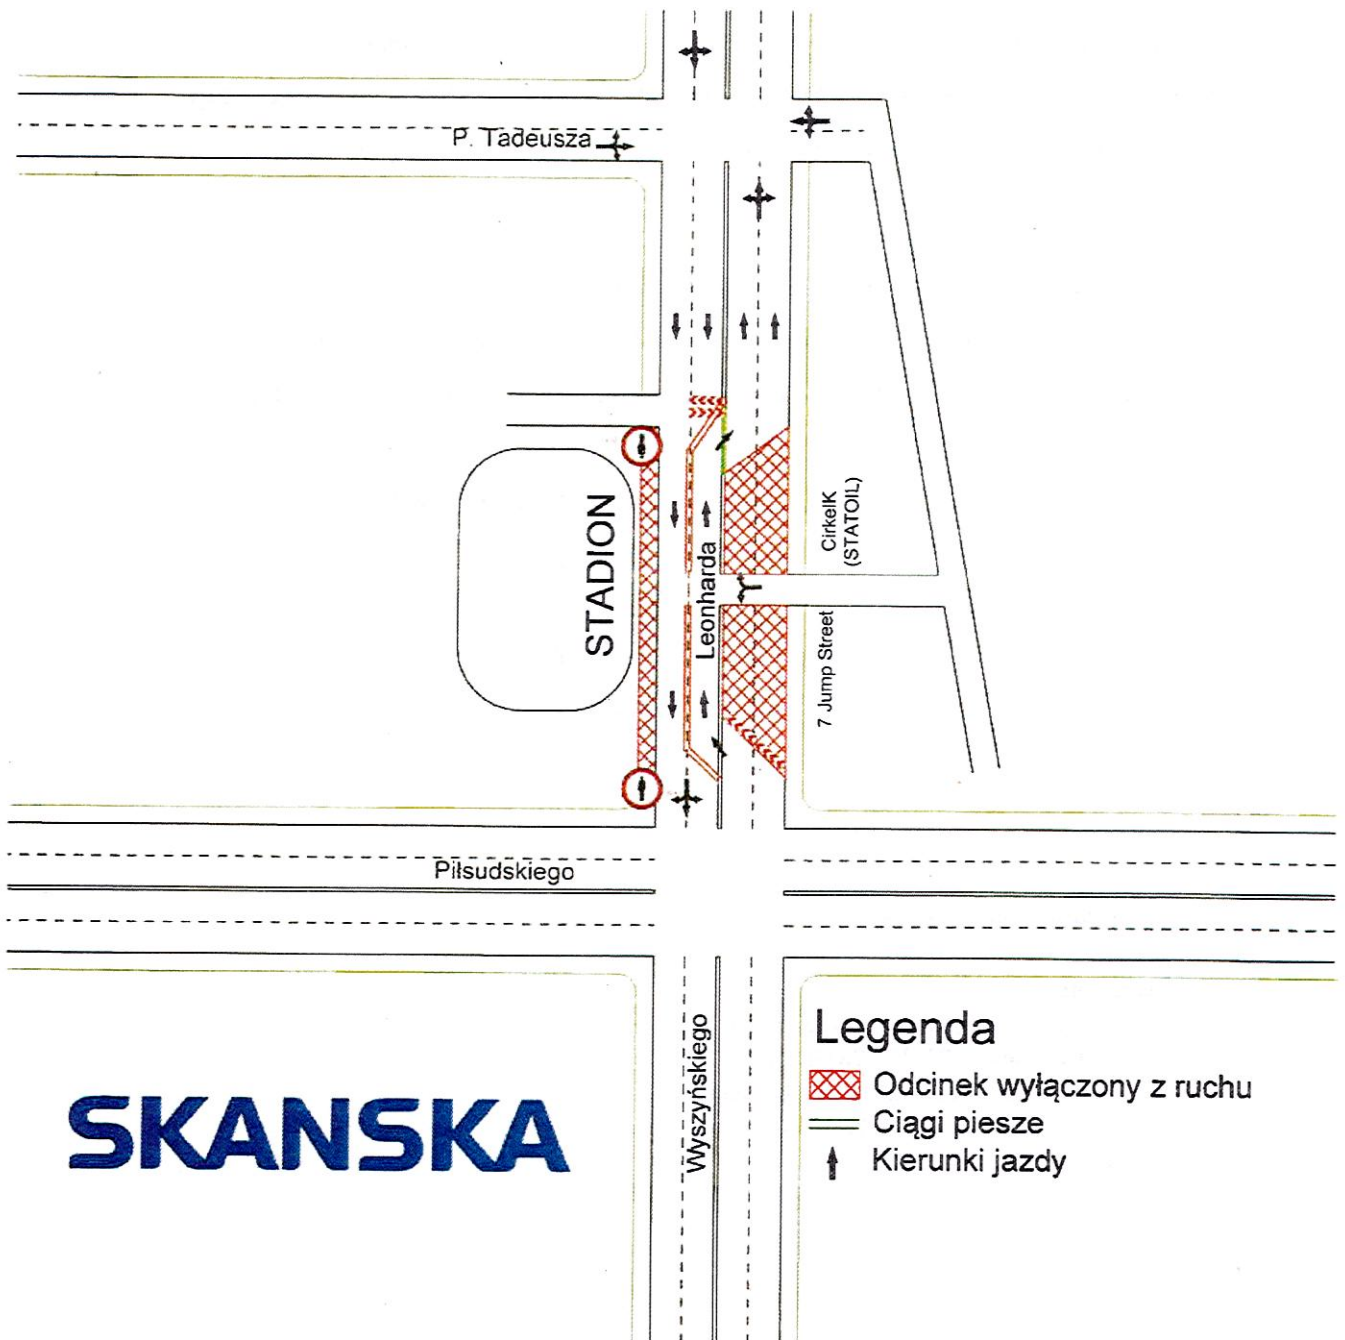 P. Tadeusza
STADION
Leonharda
CirkelK
(STATOIL)
7 Jump Street
Piłsudskiego
Wyszyńskiego
Legenda
Odcinek wyłączony z ruchu
Ciągi piesze
Kierunki jazdy
SKANSKA